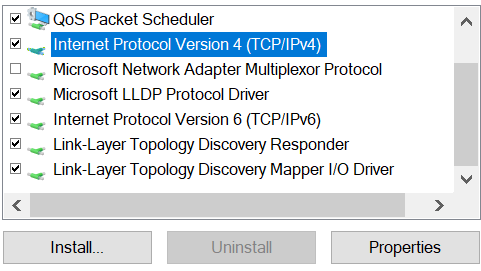 QoS Packet Scheduler
Internet Protocol Version 4 (TCP/IPv4)
Microsoft Network Adapter Multiplexor Protocol
Microsoft LLDP Protocol Driver
Internet Protocol Version 6 (TCP/IPv6)
Link-Layer Topology Discovery Responder
Link-Layer Topology Discovery Mapper I/O Driver
Install... Uninstall Properties